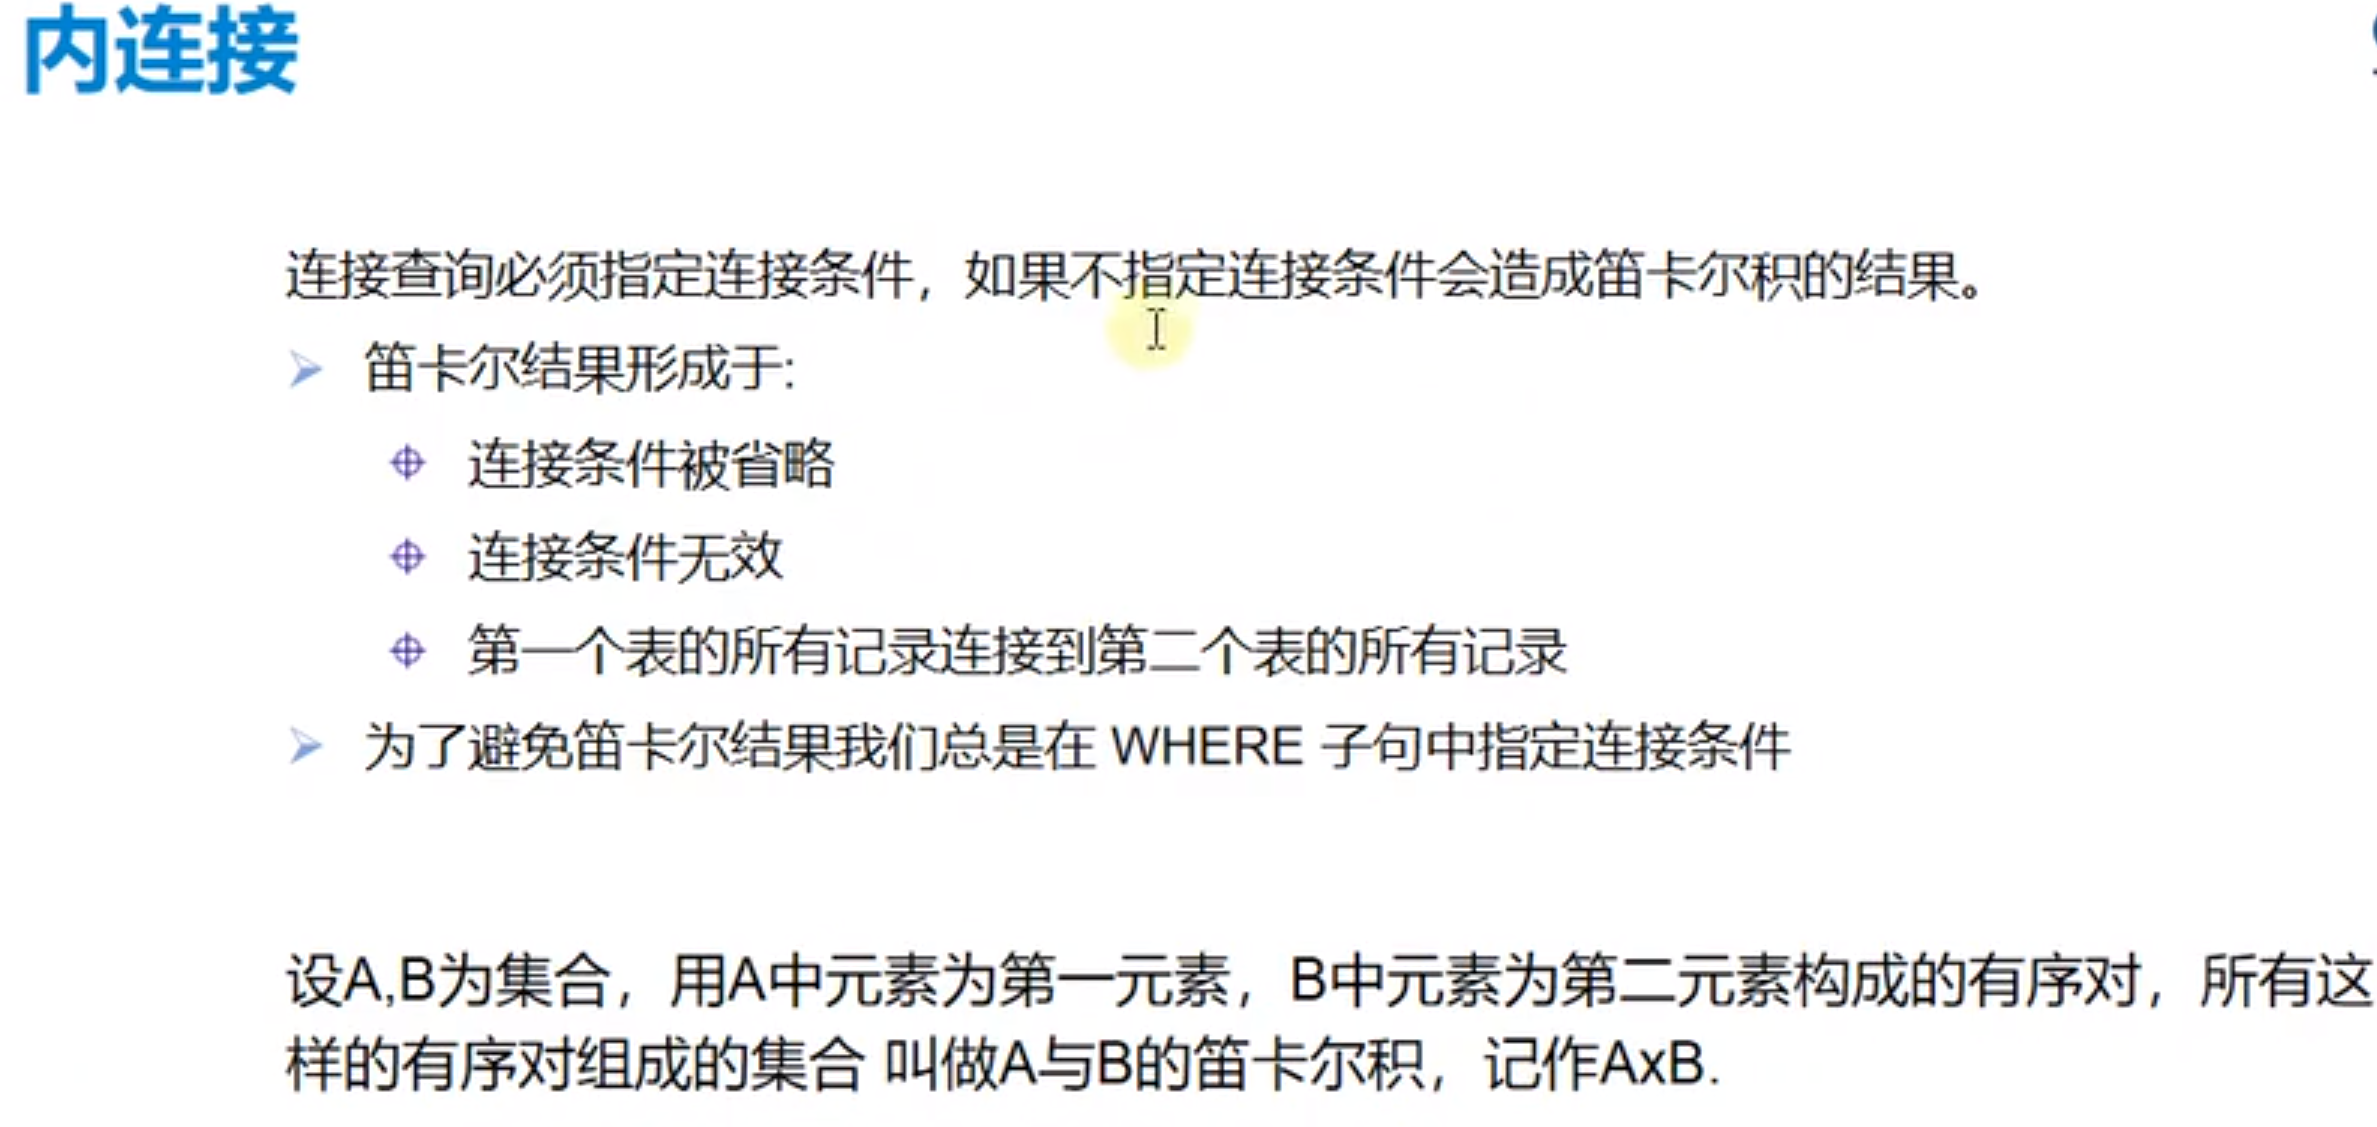 内连接
连接查询必须指定连接条件，如果不指定连接条件会造成笛卡尔积的结果。
笛卡尔结果形成于:
连接条件被省略
连接条件无效
第一个表的所有记录连接到第二个表的所有记录
为了避免笛卡尔结果我们总是在 WHERE 子句中指定连接条件
设A,B为集合，用A中元素为第一元素，B中元素为第二元素构成的有序对，所有这
样的有序对组成的集合 叫做A与B的笛卡尔积，记作AxB.